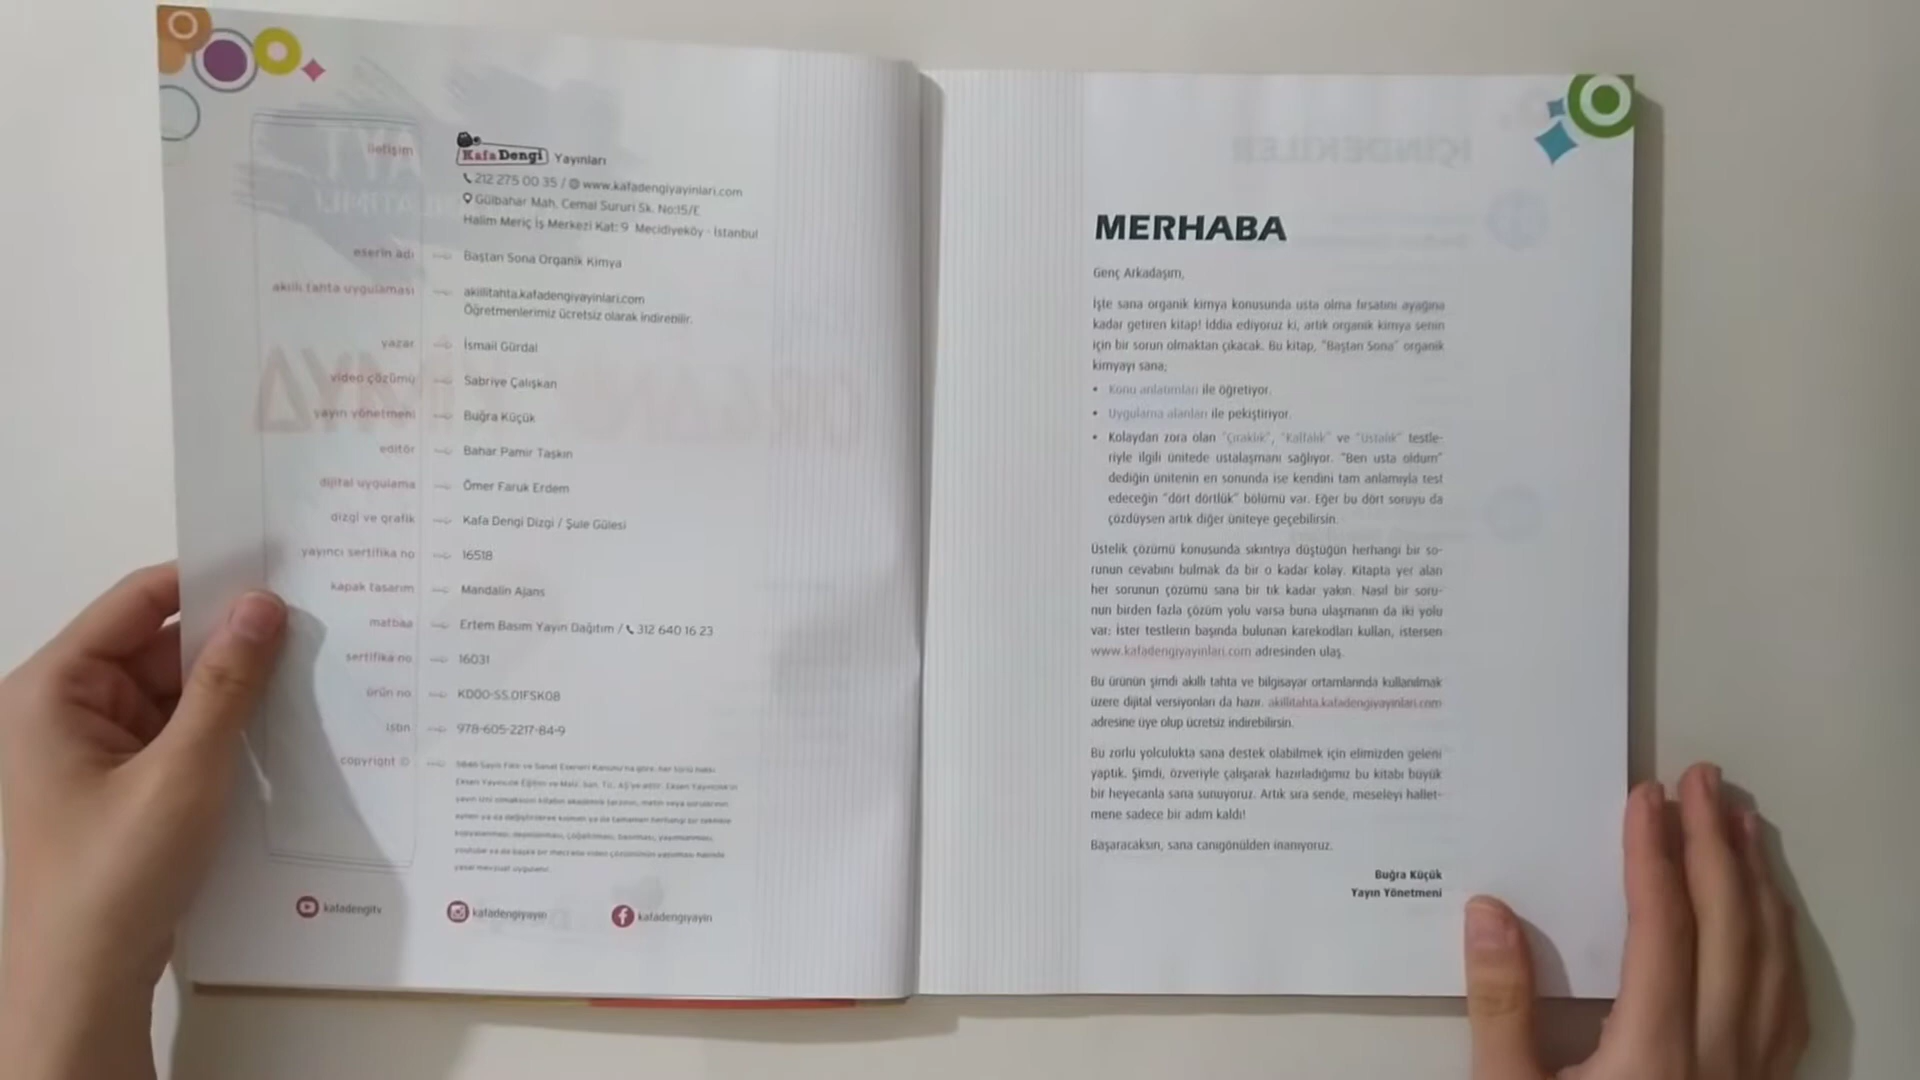 iletişim
KafaDengi Yayınları
212 275 00 35 / www.kafadengiyayinlari.com
Gülbahar Mah. Cemal Sururi Sk. No:15/E
Halim Meriç İş Merkezi Kat: 9 Mecidiyeköy - İstanbul
eserin adı Baştan Sona Organik Kimya
akıllı tahta uygulaması akillitahta.kafadengiyayinlari.com
Öğretmenlerimiz ücretsiz olarak indirebilir.
yazar İsmail Gürdal
video çözümü Sabriye Çalışkan
yayın yönetmeni Buğra Küçük
editör Bahar Pamir Taşkın
dijital uygulama Ömer Faruk Erdem
dizgi ve grafik Kafa Dengi Dizgi / Şule Gülesi
yayıncı sertifika no 16518
kapak tasarım Mandalin Ajans
matbaa Ertem Basım Yayın Dağıtım / 312 640 16 23
sertifika no 16031
ürün no KD00-SS.01FSK08
isbn 978-605-2217-84-9
copyright ©
kafadengitv kafadengiyayin kafadengiyayin
İÇİNDEKİLER
MERHABA
Genç Arkadaşım,
İşte sana organik kimya konusunda usta olma fırsatını ayağına
kadar getiren kitap! İddia ediyoruz ki, artık organik kimya senin
için bir sorun olmaktan çıkacak. Bu kitap, "Baştan Sona" organik
kimyayı sana;
• Konu anlatımları ile öğretiyor.
• Uygulama alanları ile pekiştiriyor.
• Kolaydan zora olan "Çıraklık", "Kalfalık" ve "Ustalık" testle-
riyle ilgili ünitede ustalaşmanı sağlıyor. "Ben usta oldum"
dediğin ünitenin en sonunda ise kendini tam anlamıyla test
edeceğin "dört dörtlük" bölümü var. Eğer bu dört soruyu da
çözdüysen artık diğer üniteye geçebilirsin.
Üstelik çözümü konusunda sıkıntıya düştüğün herhangi bir so-
runun cevabını bulmak da bir o kadar kolay. Kitapta yer alan
her sorunun çözümü sana bir tık kadar yakın. Nasıl bir soru-
nun birden fazla çözüm yolu varsa buna ulaşmanın da iki yolu
var: İster testlerin başında bulunan karekodları kullan, istersen
www.kafadengiyayinlari.com adresinden ulaş.
Bu ürünün şimdi akıllı tahta ve bilgisayar ortamlarında kullanılmak
üzere dijital versiyonları da hazır. akillitahta.kafadengiyayinlari.com
adresine üye olup ücretsiz indirebilirsin.
Bu zorlu yolculukta sana destek olabilmek için elimizden geleni
yaptık. Şimdi, özveriyle çalışarak hazırladığımız bu kitabı büyük
bir heyecanla sana sunuyoruz. Artık sıra sende, meseleyi hallet-
mene sadece bir adım kaldı!
Başaracaksın, sana canıgönülden inanıyoruz.
Buğra Küçük
Yayın Yönetmeni